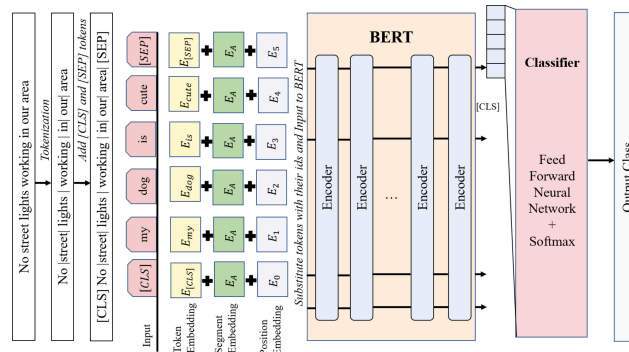 No street lights working in our area
Tokenization
No |street| lights | working | in| our| area
Add [CLS] and [SEP] tokens
[CLS] No |street| lights | working | in| our| area [SEP]
Input
[CLS]
my
dog
is
cute
[SEP]
Token
Embedding
E[CLS]
Emy
Edog
Eis
Ecute
E[SEP]
Segment
Embedding
EA
EA
EA
EA
EA
EA
Position
Embedding
E0
E1
E2
E3
E4
E5
Substitute tokens with their ids and Input to BERT
BERT
Encoder
Encoder
...
Encoder
Encoder
[CLS]
Classifier
Feed
Forward
Neural
Network
+
Softmax
Output Class